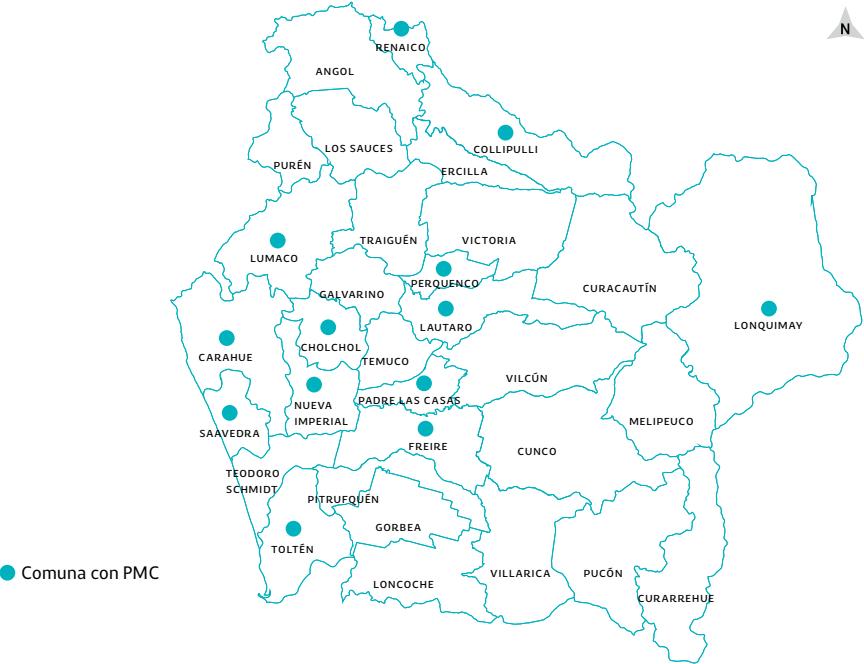 N
RENAICO
ANGOL
LOS SAUCES
COLLIPULLI
PURÉN
ERCILLA
TRAIGUÉN
VICTORIA
LUMACO
PERQUENCO
CURACAUTÍN
GALVARINO
LAUTARO
LONQUIMAY
CHOLCHOL
CARAHUE
TEMUCO
VILCÚN
PADRE LAS CASAS
NUEVA
IMPERIAL
MELIPEUCO
SAAVEDRA
FREIRE
CUNCO
TEODORO
SCHMIDT
PITRUFQUÉN
GORBEA
TOLTÉN
Comuna con PMC
LONCOCHE
VILLARICA
PUCÓN
CURARREHUE